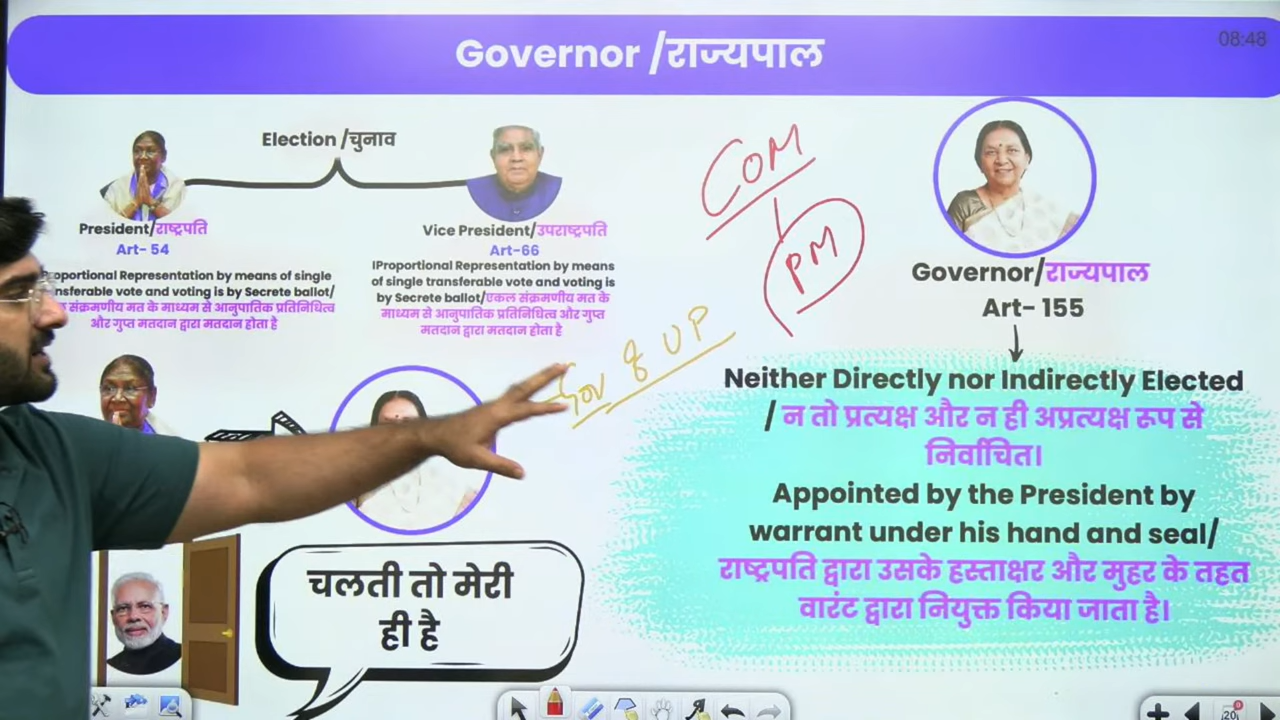 Governor /राज्यपाल
08:48
Election /चुनाव
President/राष्ट्रपति
Art- 54
Proportional Representation by means of single
transferable vote and voting is by Secrete ballot/
संक्रमणीय मत के माध्यम से आनुपातिक प्रतिनिधित्व
और गुप्त मतदान द्वारा मतदान होता है
Vice President/उपराष्ट्रपति
Art-66
IProportional Representation by means
of single transferable vote and voting is
by Secrete ballot/एकल संक्रमणीय मत के
माध्यम से आनुपातिक प्रतिनिधित्व और गुप्त
मतदान द्वारा मतदान होता है
COM
PM
Gov of UP
Governor/राज्यपाल
Art- 155
Neither Directly nor Indirectly Elected
/ न तो प्रत्यक्ष और न ही अप्रत्यक्ष रूप से
निर्वाचित।
Appointed by the President by
warrant under his hand and seal/
राष्ट्रपति द्वारा उसके हस्ताक्षर और मुहर के तहत
वारंट द्वारा नियुक्त किया जाता है।
चलती तो मेरी
ही है
20